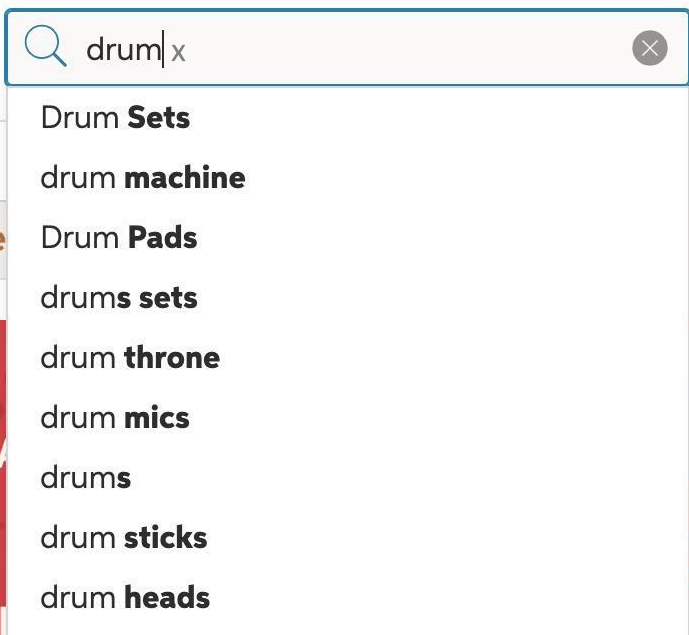 drum x
Drum Sets
drum machine
Drum Pads
drums sets
drum throne
drum mics
drums
drum sticks
drum heads